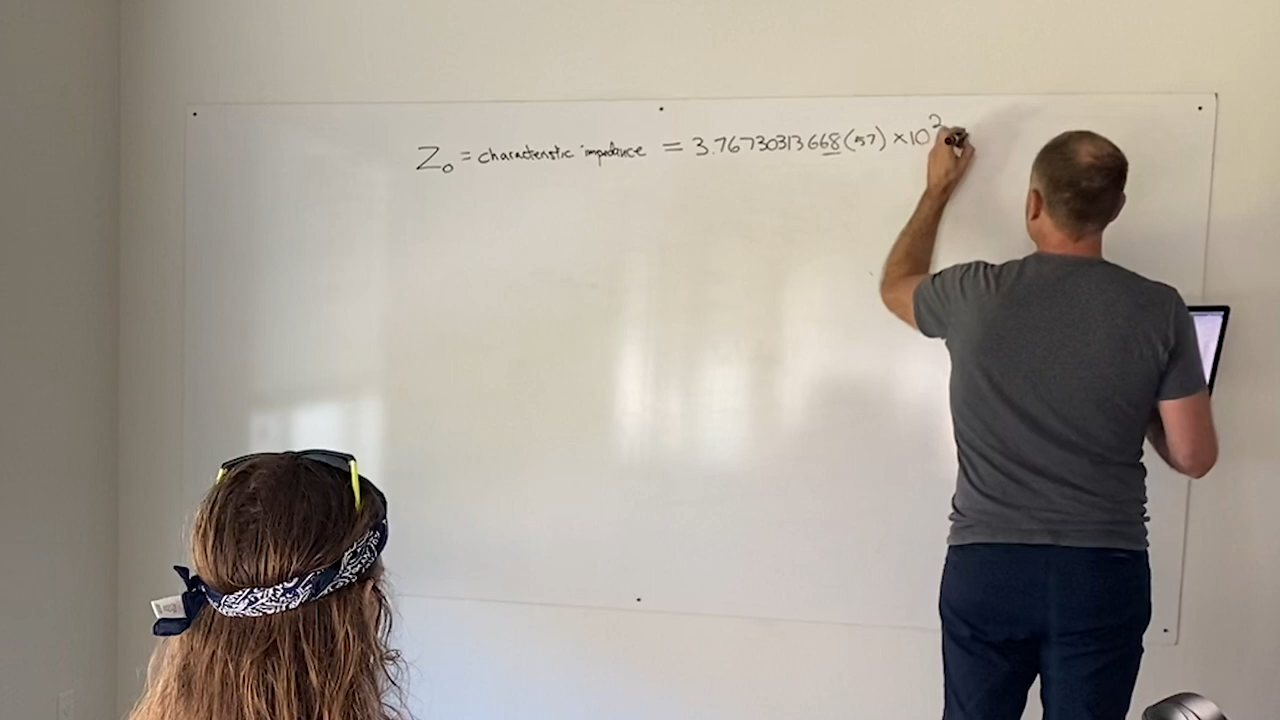 Z₀ = characteristic impedance = 3.76730313668(57) ×10²